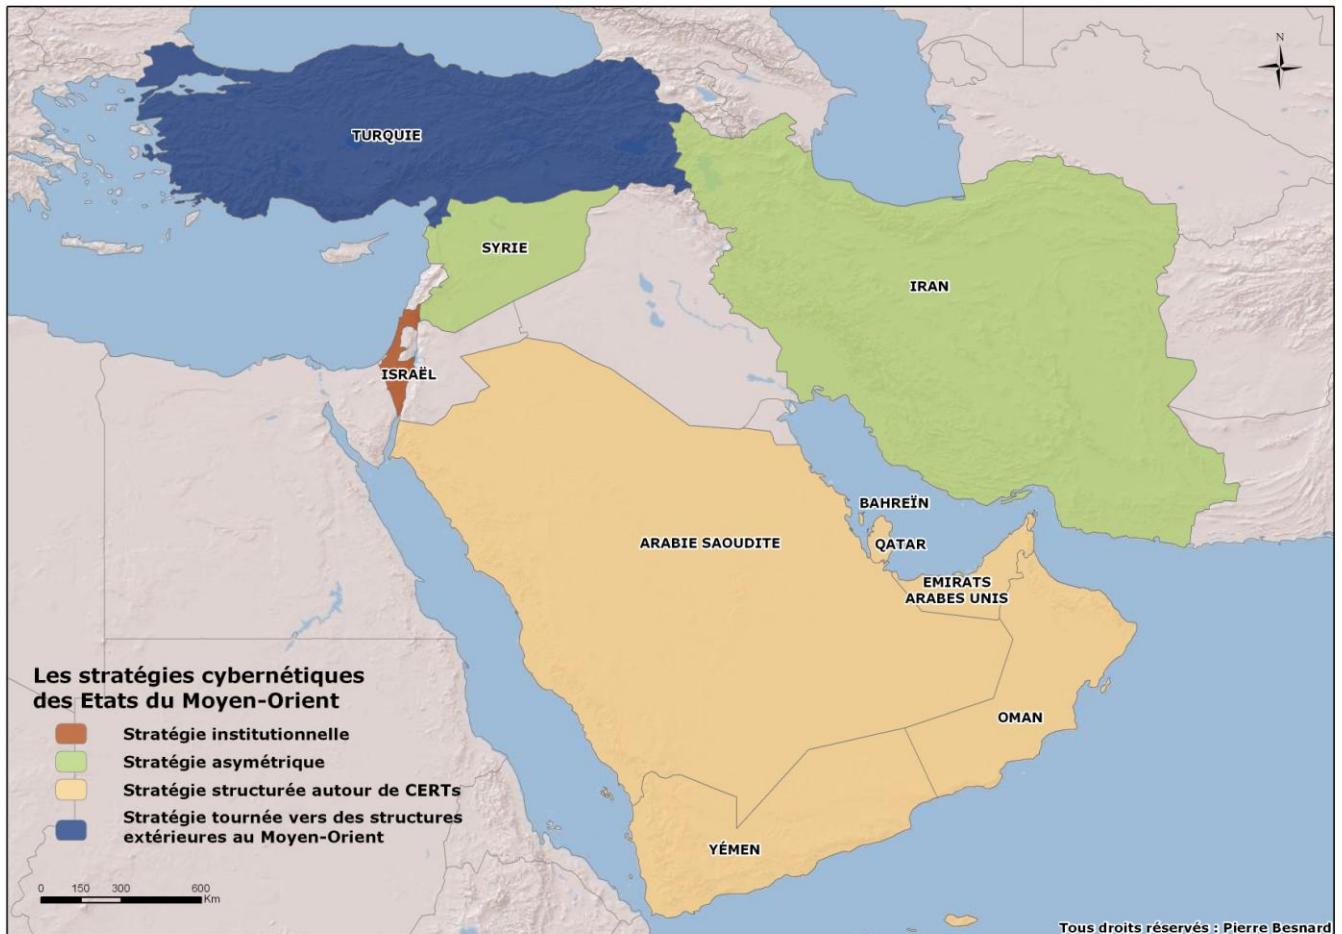 N
TURQUIE
SYRIE
IRAN
ISRAËL
BAHREÏN
ARABIE SAOUDITE
QATAR
EMIRATS
ARABES UNIS
OMAN
YÉMEN
Les stratégies cybernétiques
des Etats du Moyen-Orient
Stratégie institutionnelle
Stratégie asymétrique
Stratégie structurée autour de CERTs
Stratégie tournée vers des structures
extérieures au Moyen-Orient
0 150 300 600
Km
Tous droits réservés : Pierre Besnard